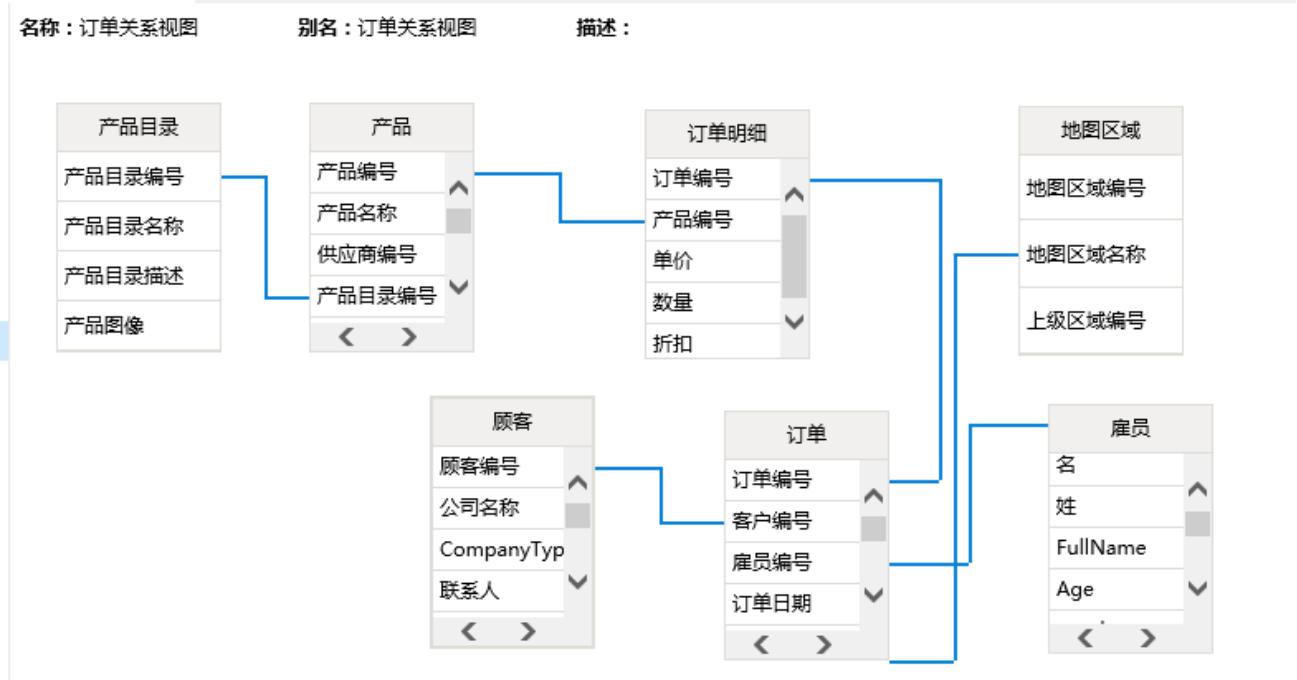 名称：订单关系视图 别名：订单关系视图 描述：
产品目录
产品目录编号
产品目录名称
产品目录描述
产品图像
产品
产品编号
产品名称
供应商编号
产品目录编号
订单明细
订单编号
产品编号
单价
数量
折扣
地图区域
地图区域编号
地图区域名称
上级区域编号
顾客
顾客编号
公司名称
CompanyTyp
联系人
订单
订单编号
客户编号
雇员编号
订单日期
雇员
名
姓
FullName
Age